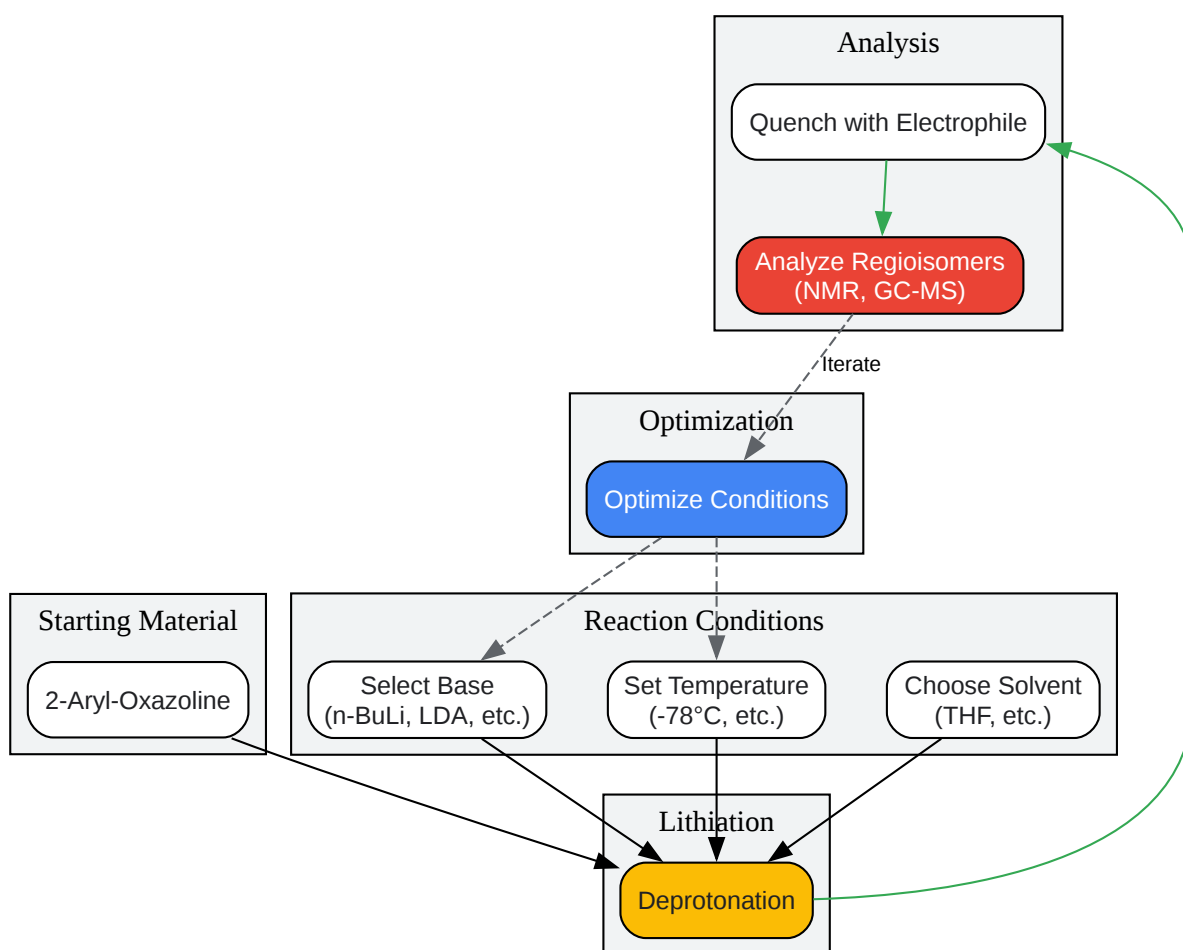 Analysis
Quench with Electrophile
Analyze Regioisomers
(NMR, GC-MS)
Iterate
Optimization
Optimize Conditions
Starting Material
2-Aryl-Oxazoline
Reaction Conditions
Select Base
(n-BuLi, LDA, etc.)
Set Temperature
(-78°C, etc.)
Choose Solvent
(THF, etc.)
Lithiation
Deprotonation